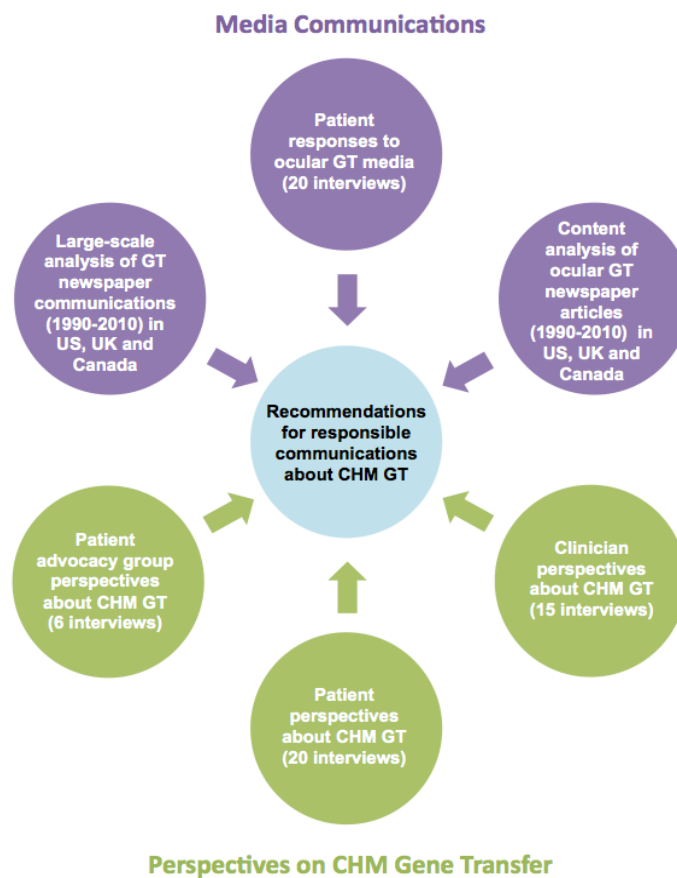 Media Communications
Patient
responses to
ocular GT media
(20 interviews)
Large-scale
analysis of GT
newspaper
communications
(1990-2010) in
US, UK and
Canada
Content
analysis of
ocular GT
newspaper
articles
(1990-2010) in
US, UK and
Canada
Recommendations
for responsible
communications
about CHM GT
Patient
advocacy group
perspectives
about CHM GT
(6 interviews)
Clinician
perspectives
about CHM GT
(15 interviews)
Patient
perspectives
about CHM GT
(20 interviews)
Perspectives on CHM Gene Transfer